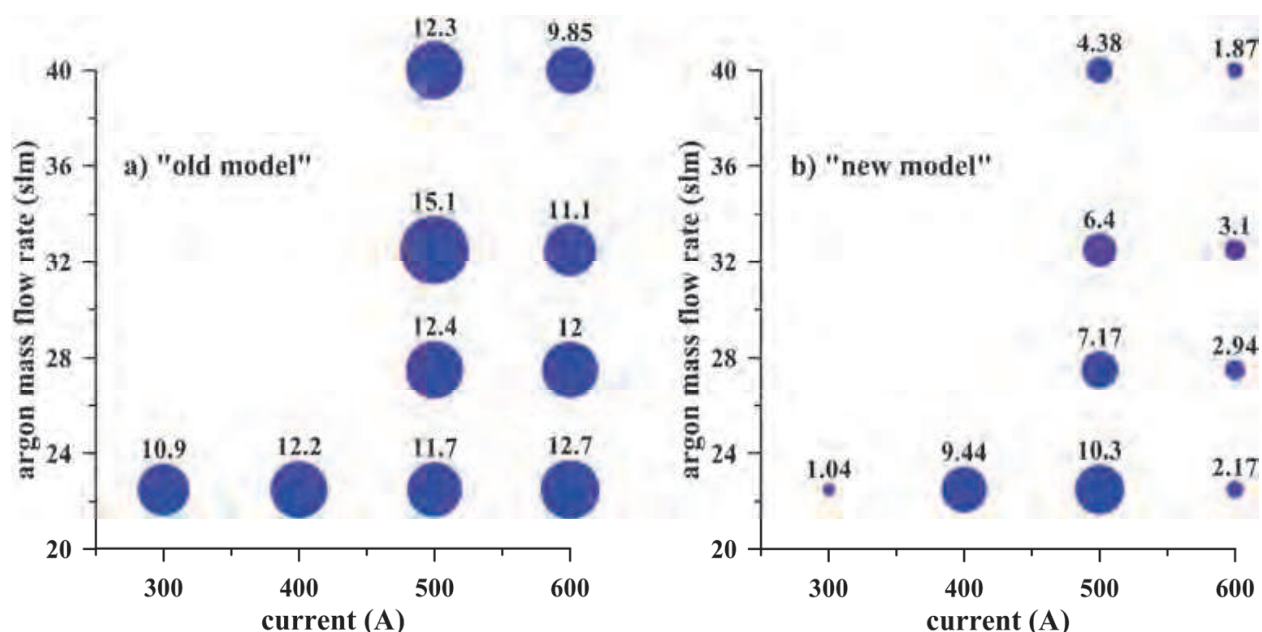 12.3 9.85
40
a) "old model"
36
15.1 11.1
32
12.4 12
28
10.9 12.2 11.7 12.7
24
20
300 400 500 600
current (A)
argon mass flow rate (slm)
4.38 1.87
40
b) "new model"
36
6.4 3.1
32
7.17 2.94
28
1.04 9.44 10.3 2.17
24
20
300 400 500 600
current (A)
argon mass flow rate (slm)